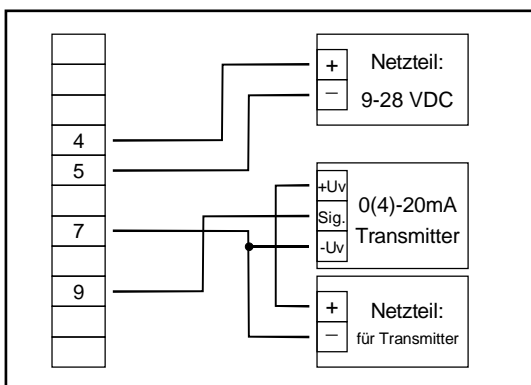 4
5
7
9
+
–
Netzteil:
9-28 VDC
+Uv
Sig.
-Uv
0(4)-20mA
Transmitter
+
–
Netzteil:
für Transmitter